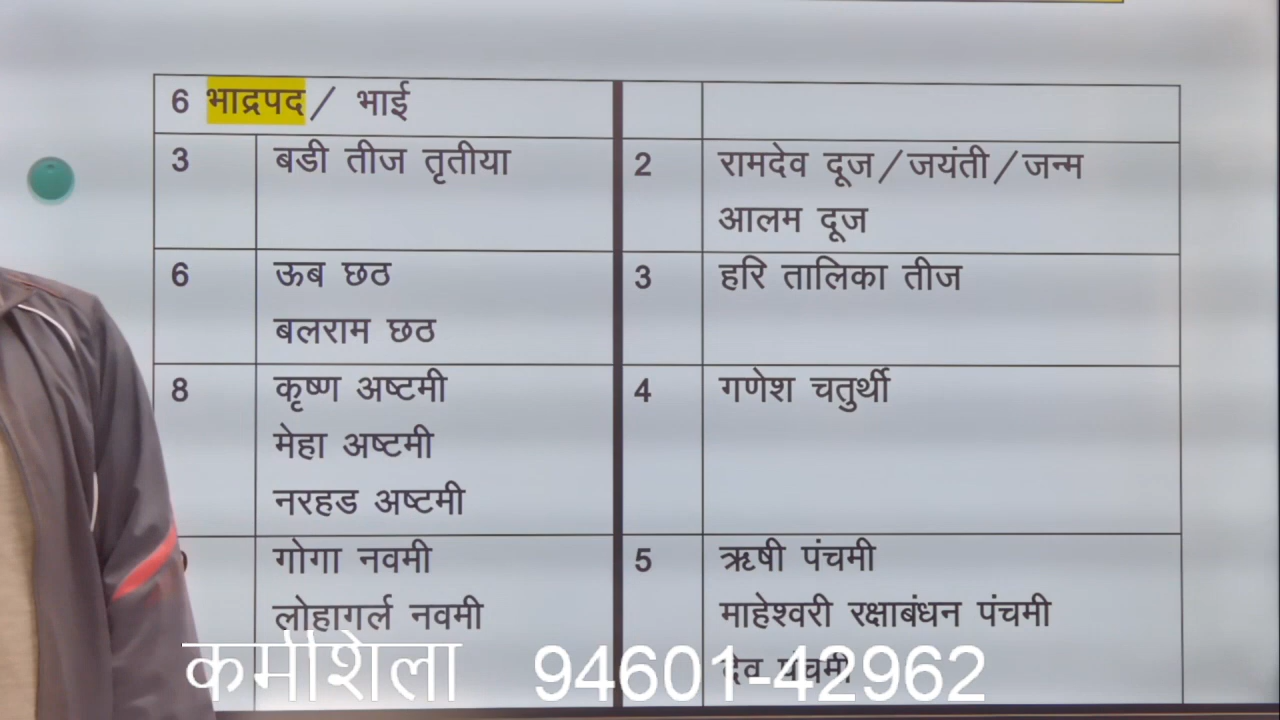 6 भाद्रपद / भाई
3 बडी तीज तृतीया
2 रामदेव दूज/जयंती/जन्म
आलम दूज
6 ऊब छठ
बलराम छठ
3 हरि तालिका तीज
8 कृष्ण अष्टमी
मेहा अष्टमी
नरहड अष्टमी
4 गणेश चतुर्थी
गोगा नवमी
लोहागर्ल नवमी
5 ऋषी पंचमी
माहेश्वरी रक्षाबंधन पंचमी
देव पंचमी
कर्मशिला 94601-42962